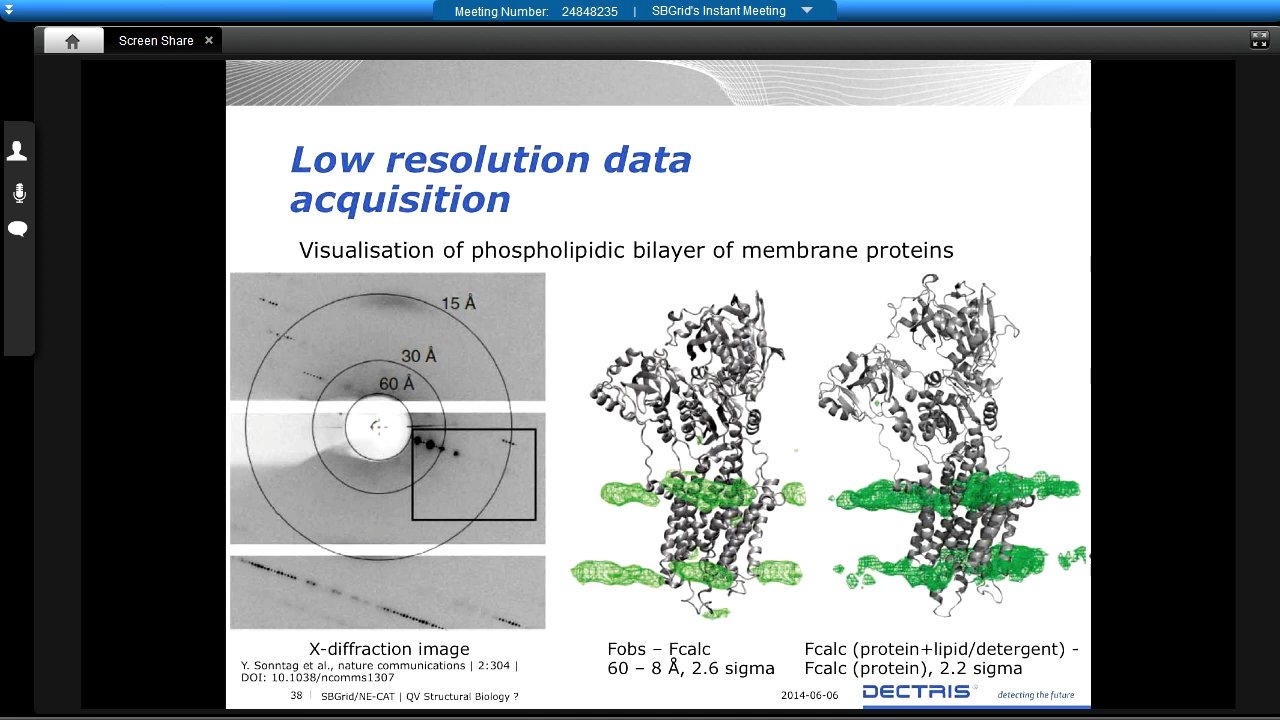 Meeting Number: 24848235 | SBGrid's Instant Meeting
Screen Share
Low resolution data
acquisition
Visualisation of phospholipidic bilayer of membrane proteins
15 Å
30 Å
60 Å
X-diffraction image
Y. Sonntag et al., nature communications | 2:304 |
DOI: 10.1038/ncomms1307
Fobs – Fcalc
60 – 8 Å, 2.6 sigma
Fcalc (protein+lipid/detergent) -
Fcalc (protein), 2.2 sigma
38 | SBGrid/NE-CAT | QV Structural Biology ?
2014-06-06
DECTRIS®
detecting the future